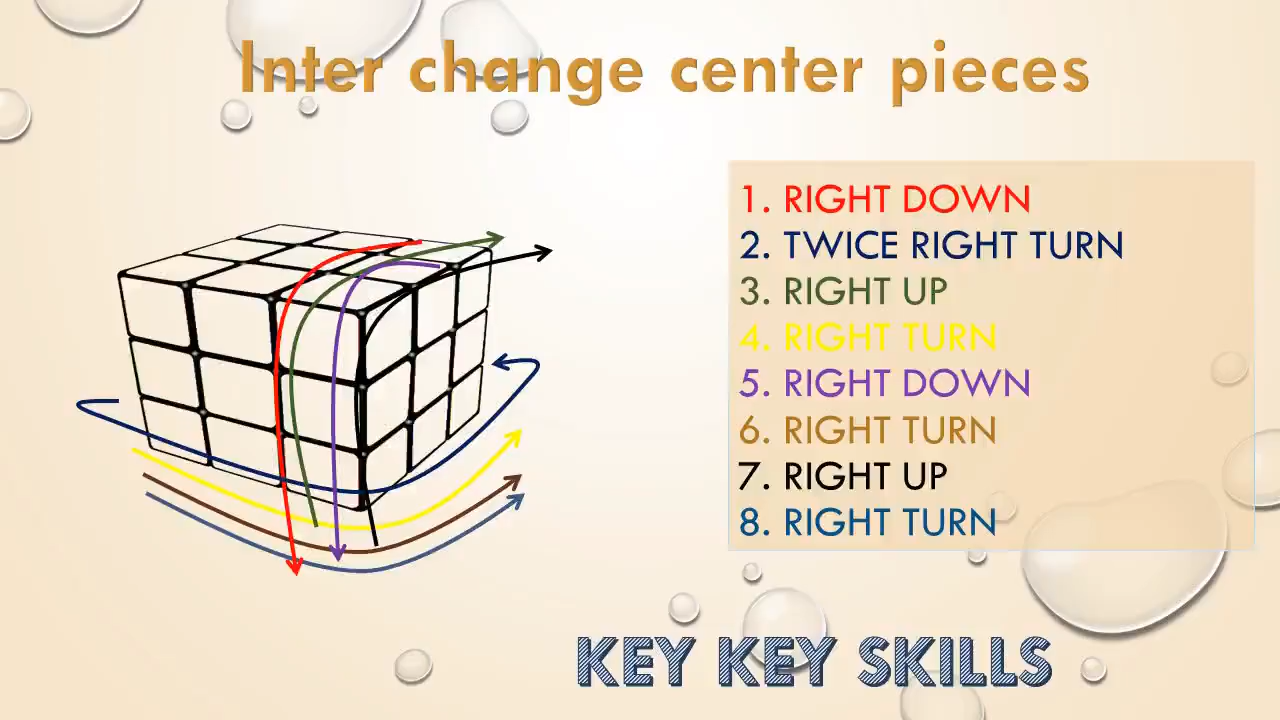 Inter change center pieces
1. RIGHT DOWN
2. TWICE RIGHT TURN
3. RIGHT UP
4. RIGHT TURN
5. RIGHT DOWN
6. RIGHT TURN
7. RIGHT UP
8. RIGHT TURN
KEY KEY SKILLS